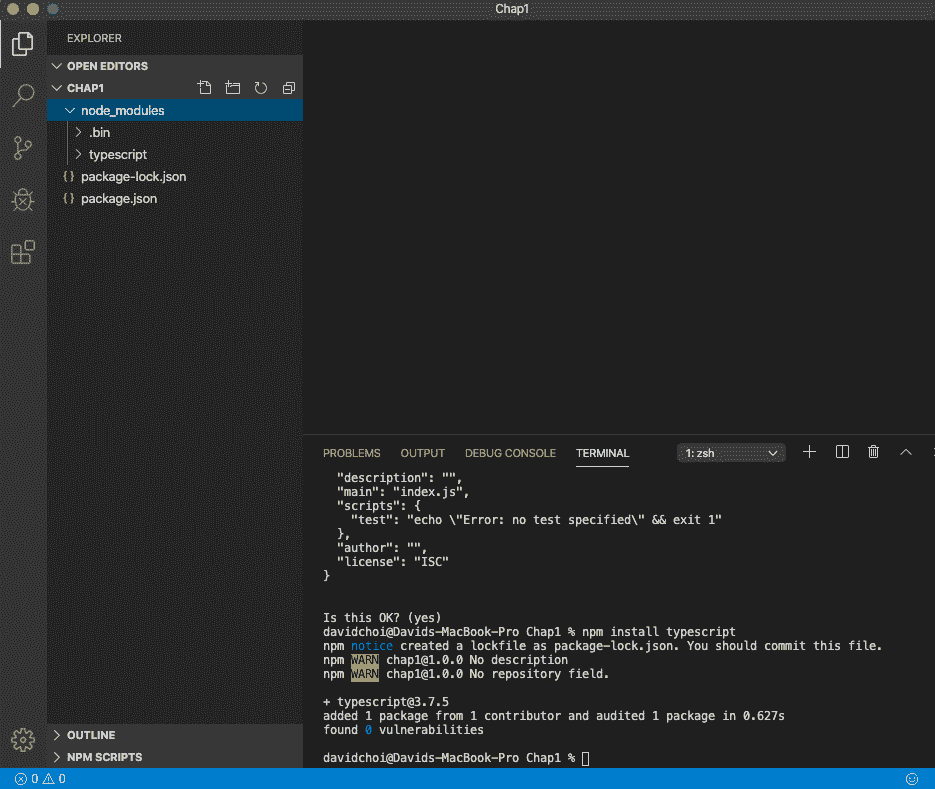 Chap1
EXPLORER
OPEN EDITORS
CHAP1
node_modules
.bin
typescript
{} package-lock.json
{} package.json
OUTLINE
NPM SCRIPTS
PROBLEMS OUTPUT DEBUG CONSOLE TERMINAL 1: zsh
"description": "",
"main": "index.js",
"scripts": {
"test": "echo \"Error: no test specified\" && exit 1"
},
"author": "",
"license": "ISC"
}
Is this OK? (yes)
davidchoi@Davids-MacBook-Pro Chap1 % npm install typescript
npm notice created a lockfile as package-lock.json. You should commit this file.
npm WARN chap1@1.0.0 No description
npm WARN chap1@1.0.0 No repository field.
+ typescript@3.7.5
added 1 package from 1 contributor and audited 1 package in 0.627s
found 0 vulnerabilities
davidchoi@Davids-MacBook-Pro Chap1 %
0 0